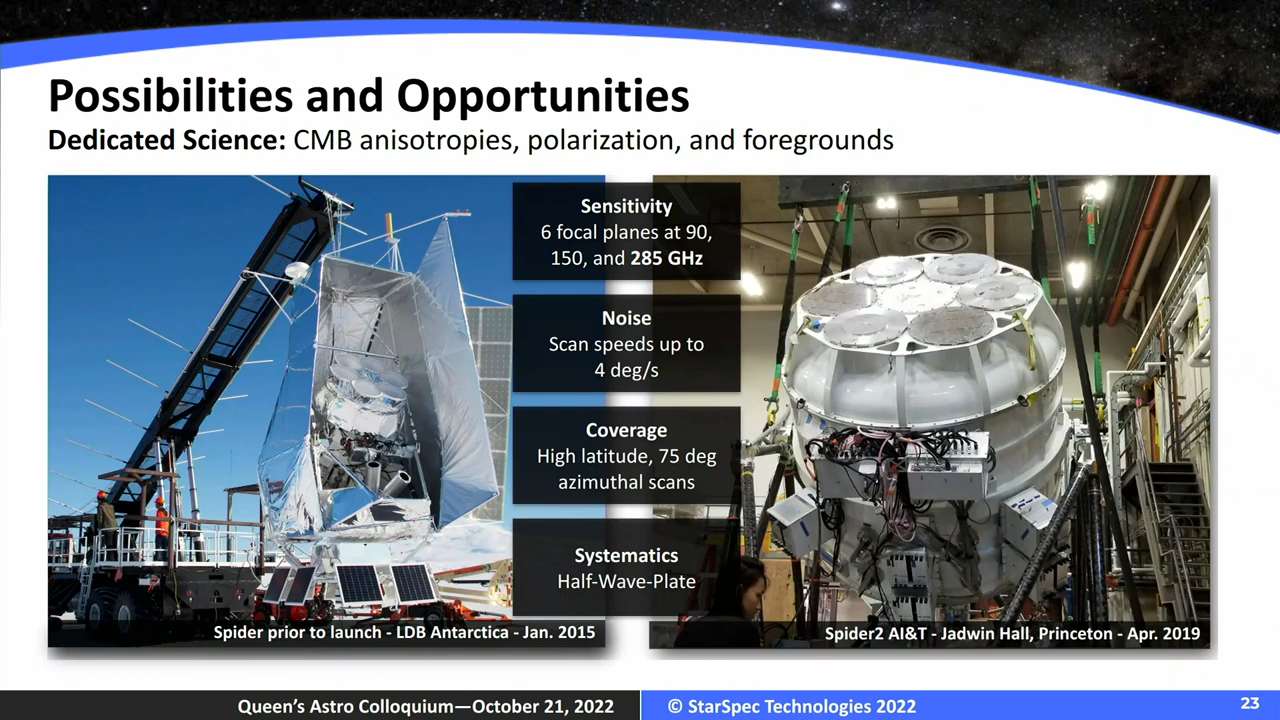 Possibilities and Opportunities
Dedicated Science: CMB anisotropies, polarization, and foregrounds
Sensitivity
6 focal planes at 90,
150, and 285 GHz
Noise
Scan speeds up to
4 deg/s
Coverage
High latitude, 75 deg
azimuthal scans
Systematics
Half-Wave-Plate
Spider prior to launch - LDB Antarctica - Jan. 2015
Spider2 AI&T - Jadwin Hall, Princeton - Apr. 2019
Queen’s Astro Colloquium—October 21, 2022
© StarSpec Technologies 2022
23